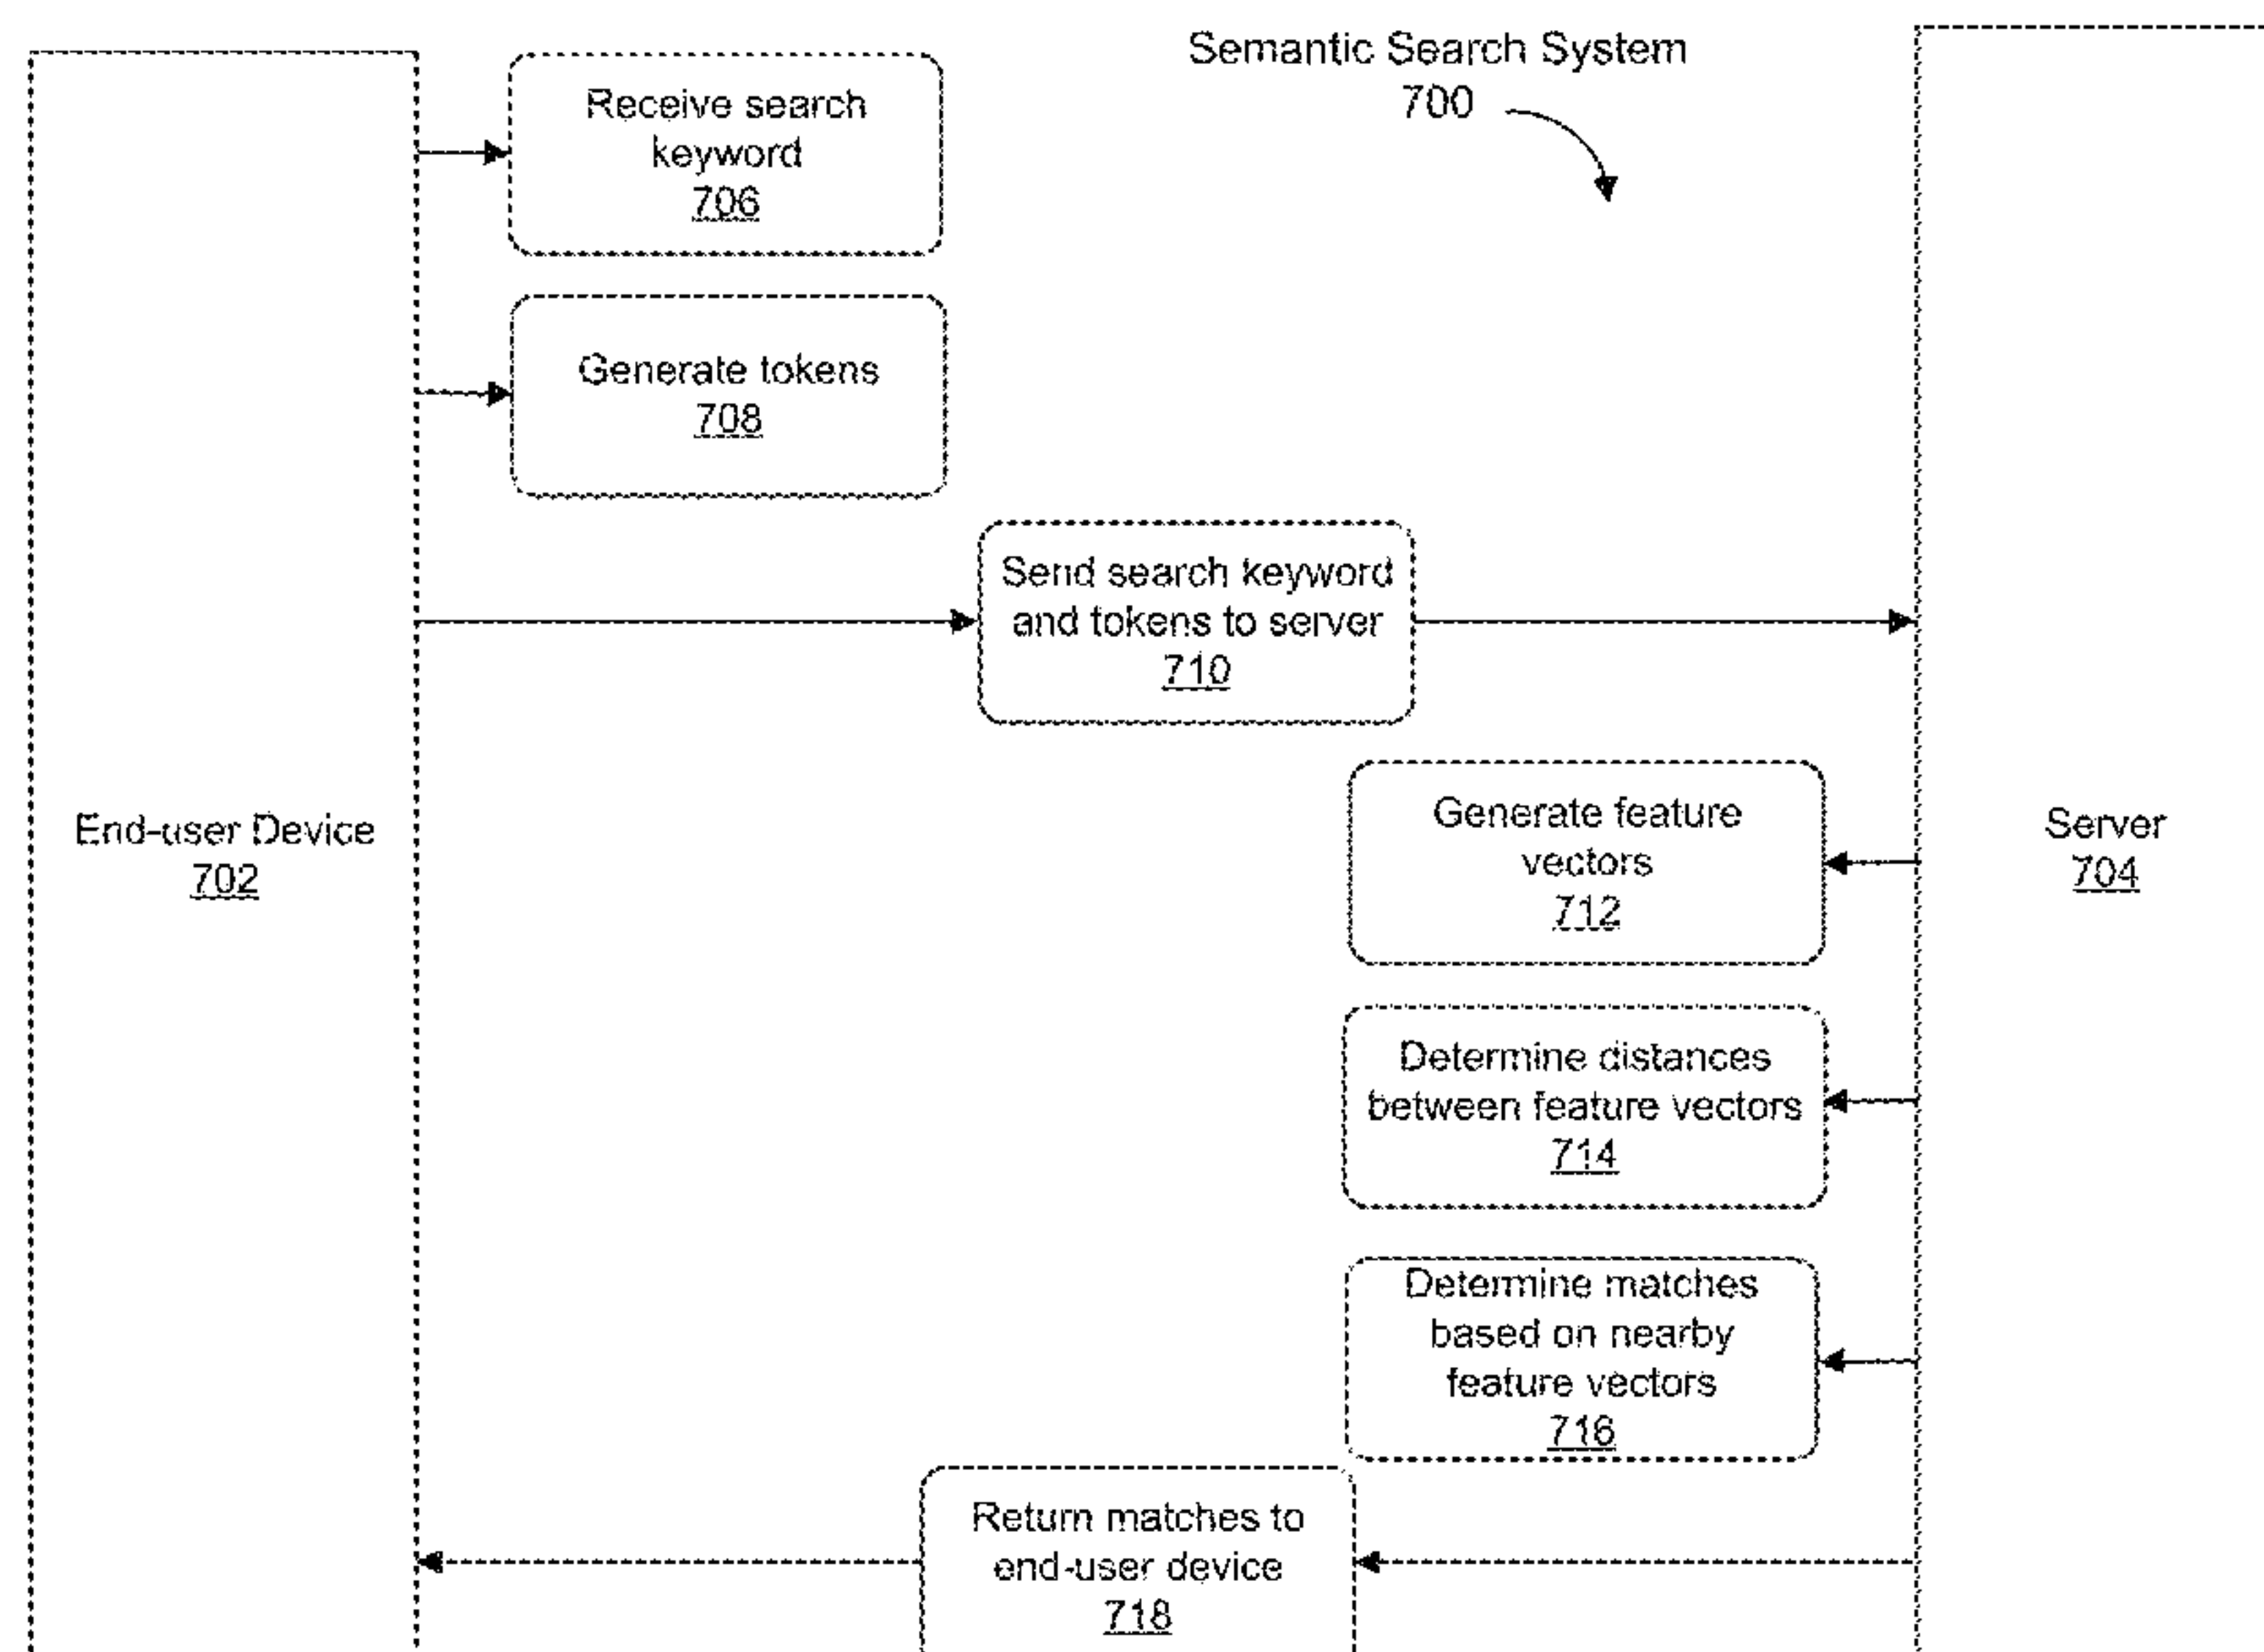 Semantic Search System
700
Receive search
keyword
706
Generate tokens
708
Send search keyword
and tokens to server
710
End-user Device
702
Generate feature
vectors
712
Server
704
Determine distances
between feature vectors
714
Determine matches
based on nearby
feature vectors
716
Return matches to
end-user device
718